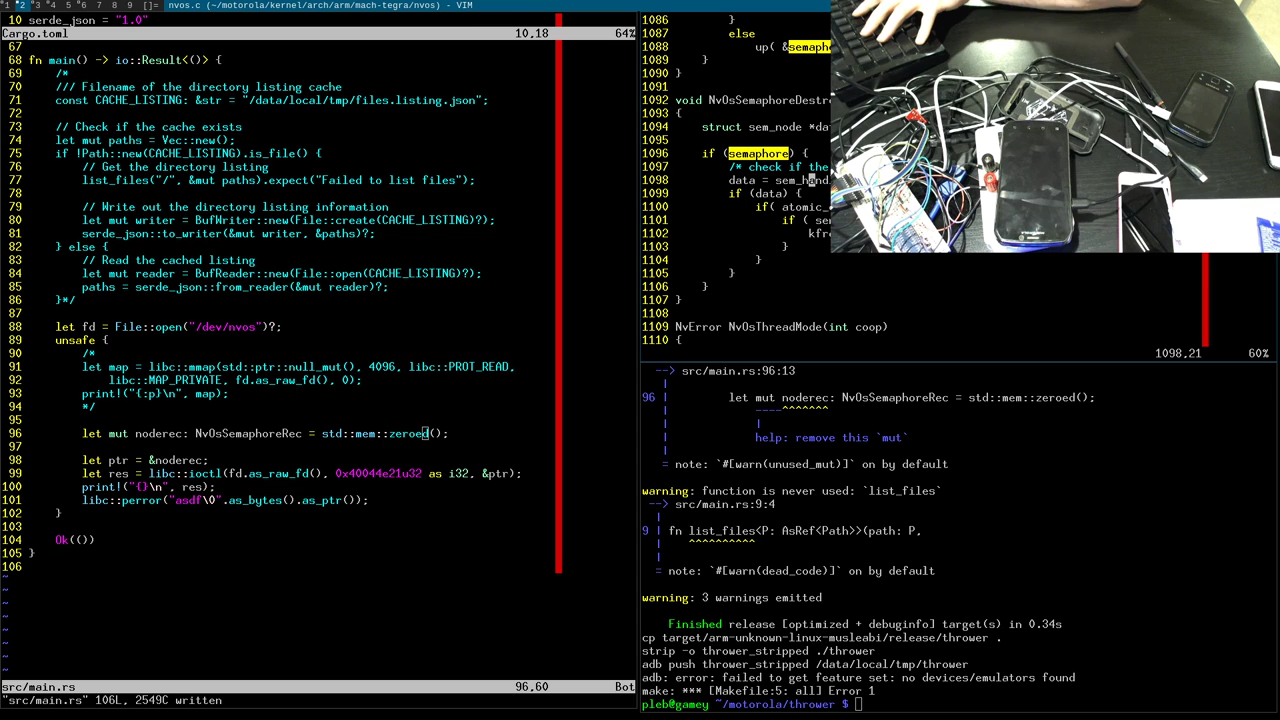 1 2 3 4 5 6 7 8 9 []= nvos.c (~/motorola/kernel/arch/arm/mach-tegra/nvos) - VIM
10 serde_json = "1.0"
Cargo.toml 10,18 64%
67
68 fn main() -> io::Result<()> {
69 /*
70 /// Filename of the directory listing cache
71 const CACHE_LISTING: &str = "/data/local/tmp/files.listing.json";
72
73 // Check if the cache exists
74 let mut paths = Vec::new();
75 if !Path::new(CACHE_LISTING).is_file() {
76 // Get the directory listing
77 list_files("/", &mut paths).expect("Failed to list files");
78
79 // Write out the directory listing information
80 let mut writer = BufWriter::new(File::create(CACHE_LISTING)?);
81 serde_json::to_writer(&mut writer, &paths)?;
82 } else {
83 // Read the cached listing
84 let mut reader = BufReader::new(File::open(CACHE_LISTING)?);
85 paths = serde_json::from_reader(&mut reader)?;
86 }*/
87
88 let fd = File::open("/dev/nvos")?;
89 unsafe {
90 /*
91 let map = libc::mmap(std::ptr::null_mut(), 4096, libc::PROT_READ,
92 libc::MAP_PRIVATE, fd.as_raw_fd(), 0);
93 print!("{:p}\n", map);
94 */
95
96 let mut noderec: NvOsSemaphoreRec = std::mem::zeroed();
97
98 let ptr = &noderec;
99 let res = libc::ioctl(fd.as_raw_fd(), 0x40044e21u32 as i32, &ptr);
100 print!("{}\n", res);
101 libc::perror("asdf\0".as_bytes().as_ptr());
102 }
103
104 Ok(())
105 }
106
~
~
~
~
~
~
~
~
src/main.rs 96,60 Bot
"src/main.rs" 106L, 2549C written
1086 }
1087 else
1088 up( &semapho
1089 }
1090 }
1091
1092 void NvOsSemaphoreDestr
1093 {
1094 struct sem_node *dat
1095
1096 if (semaphore) {
1097 /* check if the
1098 data = sem_hand
1099 if (data) {
1100 if( atomic_
1101 if ( se
1102 kfr
1103 }
1104 }
1105 }
1106 }
1107 }
1108
1109 NvError NvOsThreadMode(int coop)
1110 {
1098,21 60%
--> src/main.rs:96:13
|
96 | let mut noderec: NvOsSemaphoreRec = std::mem::zeroed();
| ----^^^^^^^
| |
| help: remove this `mut`
|
= note: `#[warn(unused_mut)]` on by default
warning: function is never used: `list_files`
--> src/main.rs:9:4
|
9 | fn list_files<P: AsRef<Path>>(path: P,
| ^^^^^^^^^^
|
= note: `#[warn(dead_code)]` on by default
warning: 3 warnings emitted
Finished release [optimized + debuginfo] target(s) in 0.34s
cp target/arm-unknown-linux-musleabi/release/thrower .
strip -o thrower_stripped ./thrower
adb push thrower_stripped /data/local/tmp/thrower
adb: error: failed to get feature set: no devices/emulators found
make: *** [Makefile:5: all] Error 1
pleb@gamey ~/motorola/thrower $